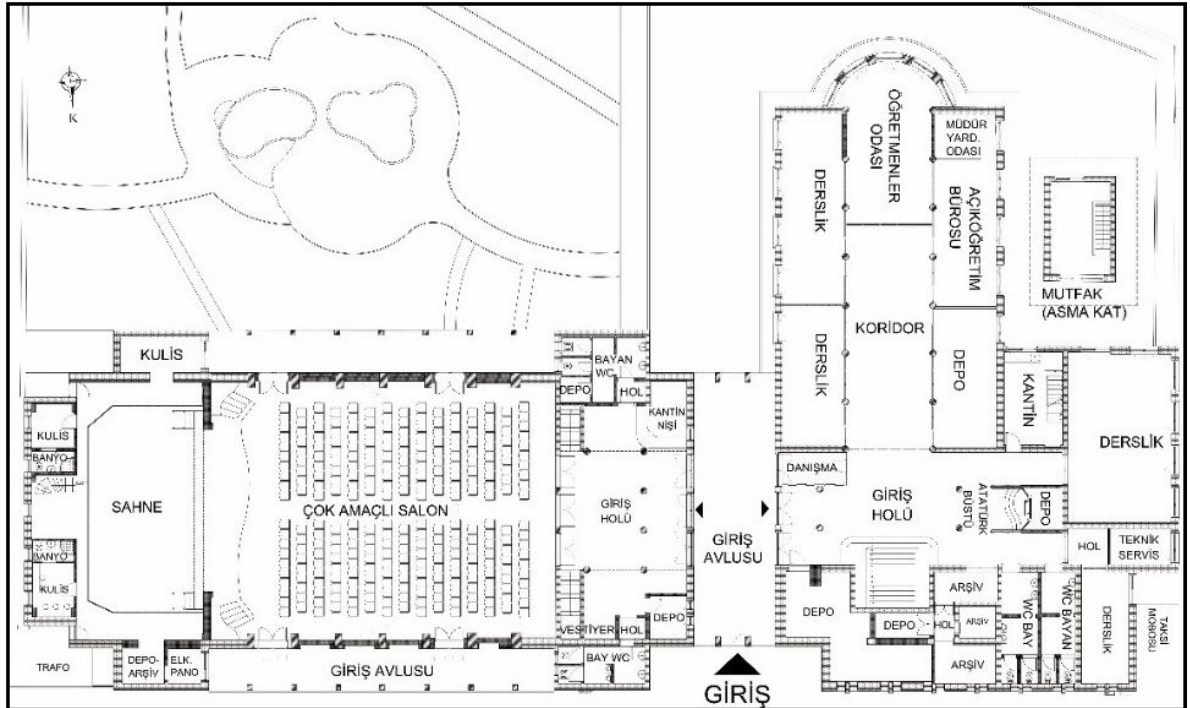 K
ÖĞRETMENLER
ODASI
MÜDÜR
YARD.
ODASI
DERSLİK
AÇIKÖĞRETİM
BÜROSU
MUTFAK
(ASMA KAT)
KORİDOR
DERSLİK
DEPO
KANTİN
DERSLİK
KULİS
BAYAN
WC
DEPO
HOL
KANTİN
NİŞİ
KULİS
BANYO
SAHNE
ÇOK AMAÇLI SALON
GİRİŞ
HOLÜ
GİRİŞ
AVLUSU
DANIŞMA
GİRİŞ
HOLÜ
ATATÜRK
BÜSTÜ
DEPO
HOL
TEKNİK
SERVİS
BANYO
KULİS
VESTİYER
HOL
DEPO
DEPO
ARŞİV
DEPO
HOL
ARŞİV
ARŞİV
WC BAY
WC BAYAN
DERSLİK
TAKSİ
MOBOSU
TRAFO
DEPO-
ARŞİV
ELK.
PANO
GİRİŞ AVLUSU
BAY WC
GİRİŞ